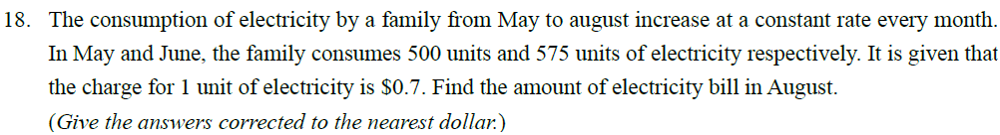 18. The consumption of electricity by a family from May to august increase at a constant rate every month.
In May and June, the family consumes 500 units and 575 units of electricity respectively. It is given that
the charge for 1 unit of electricity is $0.7. Find the amount of electricity bill in August.
(Give the answers corrected to the nearest dollar.)